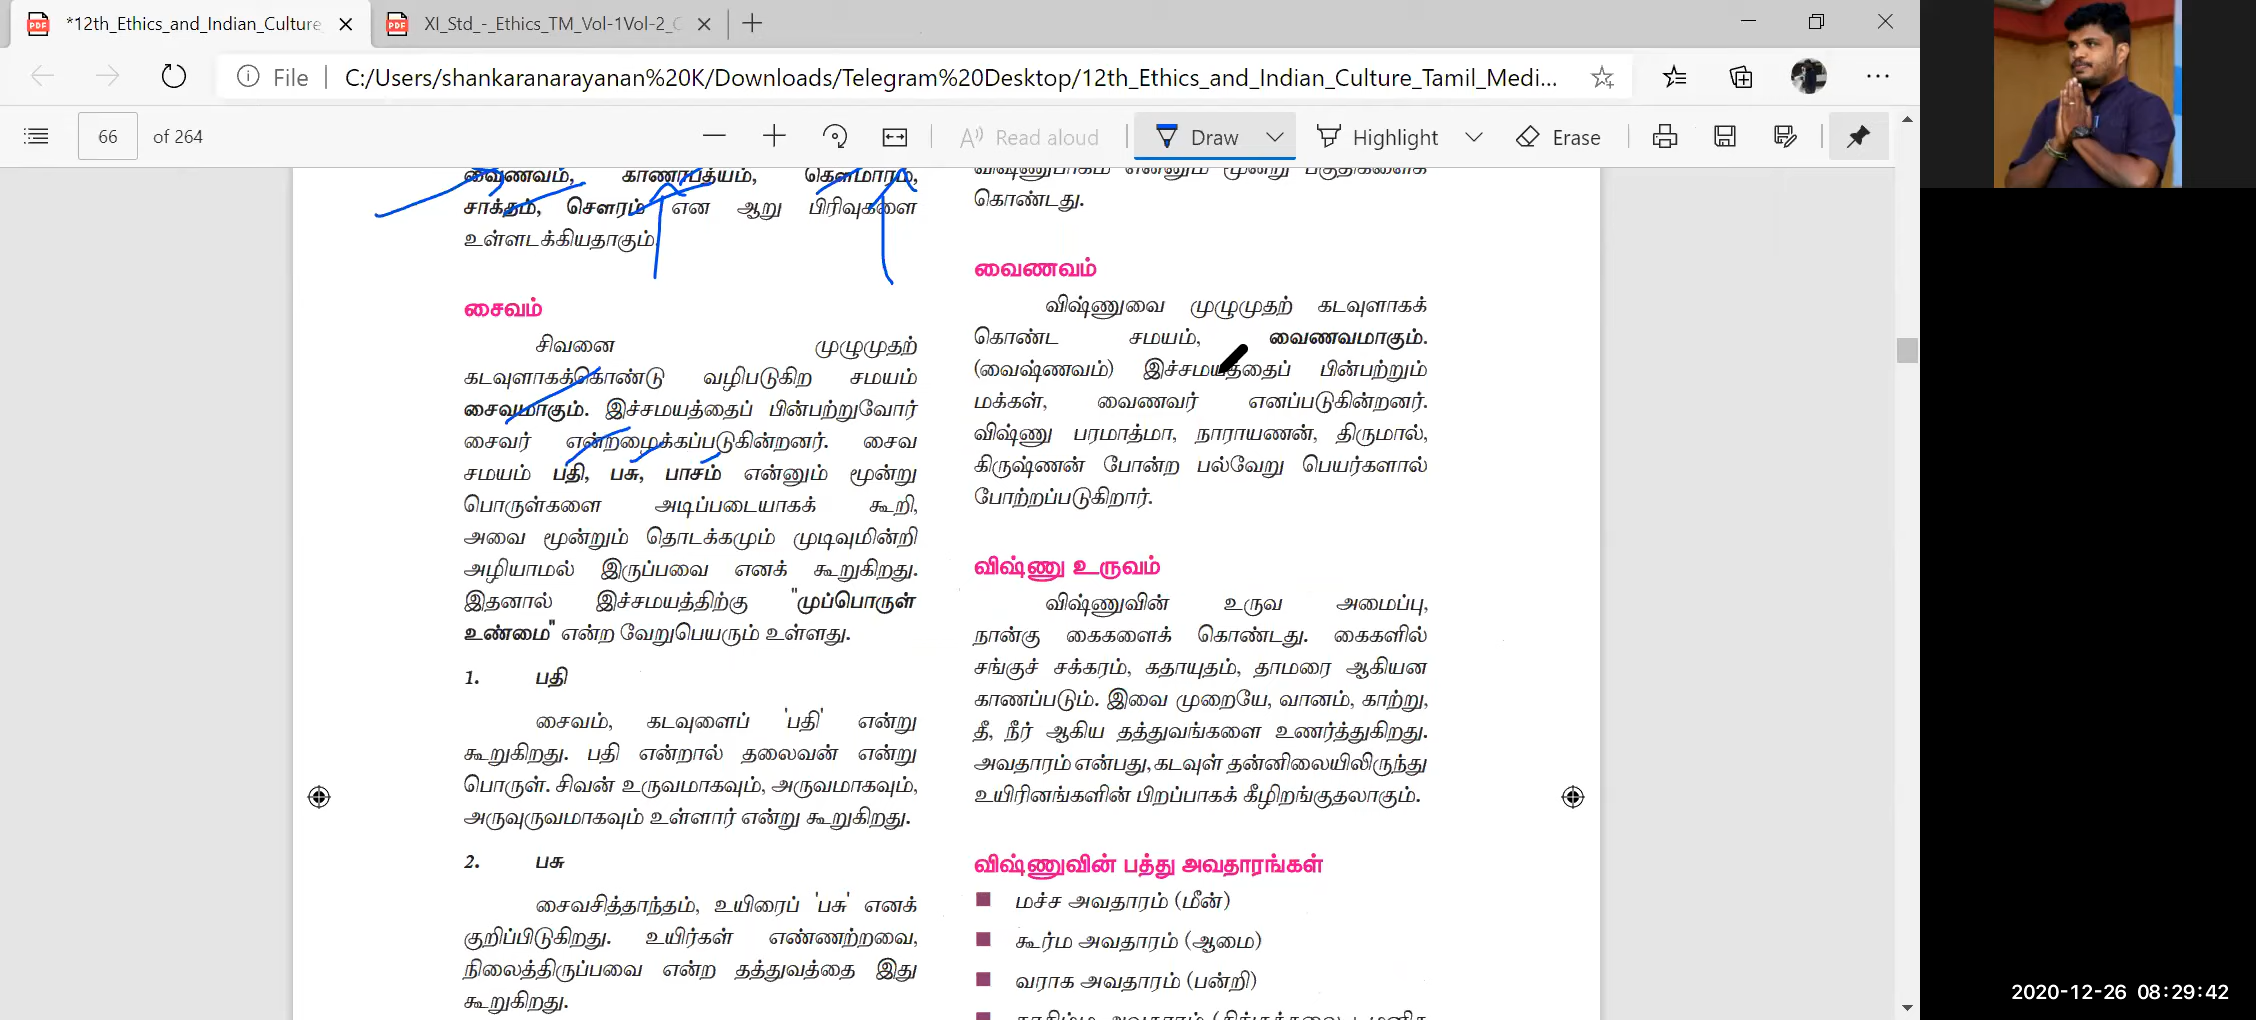 *12th_Ethics_and_Indian_Culture_
XI_Std_-_Ethics_TM_Vol-1Vol-2_C
File
C:/Users/shankaranarayanan%20K/Downloads/Telegram%20Desktop/12th_Ethics_and_Indian_Culture_Tamil_Medi...
66 of 264
Read aloud
Draw
Highlight
Erase
வைணவம், காணாபத்யம், கௌமாரம்,
சாக்தம், சௌரம் என ஆறு பிரிவுகளை
உள்ளடக்கியதாகும்.
சைவம்
சிவனை முழுமுதற்
கடவுளாகக்கொண்டு வழிபடுகிற சமயம்
சைவமாகும். இச்சமயத்தைப் பின்பற்றுவோர்
சைவர் என்றழைக்கப்படுகின்றனர். சைவ
சமயம் பதி, பசு, பாசம் என்னும் மூன்று
பொருள்களை அடிப்படையாகக் கூறி,
அவை மூன்றும் தொடக்கமும் முடிவுமின்றி
அழியாமல் இருப்பவை எனக் கூறுகிறது.
இதனால் இச்சமயத்திற்கு "முப்பொருள்
உண்மை" என்ற வேறுபெயரும் உள்ளது.
1. பதி
சைவம், கடவுளைப் 'பதி' என்று
கூறுகிறது. பதி என்றால் தலைவன் என்று
பொருள். சிவன் உருவமாகவும், அருவமாகவும்,
அருவுருவமாகவும் உள்ளார் என்று கூறுகிறது.
2. பசு
சைவசித்தாந்தம், உயிரைப் 'பசு' எனக்
குறிப்பிடுகிறது. உயிர்கள் எண்ணற்றவை,
நிலைத்திருப்பவை என்ற தத்துவத்தை இது
கூறுகிறது.
விஷ்ணுபாகம் என்னும் மூன்று பகுதிகளைக்
கொண்டது.
வைணவம்
விஷ்ணுவை முழுமுதற் கடவுளாகக்
கொண்ட சமயம், வைணவமாகும்.
(வைஷ்ணவம்) இச்சமயத்தைப் பின்பற்றும்
மக்கள், வைணவர் எனப்படுகின்றனர்.
விஷ்ணு பரமாத்மா, நாராயணன், திருமால்,
கிருஷ்ணன் போன்ற பல்வேறு பெயர்களால்
போற்றப்படுகிறார்.
விஷ்ணு உருவம்
விஷ்ணுவின் உருவ அமைப்பு,
நான்கு கைகளைக் கொண்டது. கைகளில்
சங்குச் சக்கரம், கதாயுதம், தாமரை ஆகியன
காணப்படும். இவை முறையே, வானம், காற்று,
தீ, நீர் ஆகிய தத்துவங்களை உணர்த்துகிறது.
அவதாரம் என்பது, கடவுள் தன்னிலையிலிருந்து
உயிரினங்களின் பிறப்பாகக் கீழிறங்குதலாகும்.
விஷ்ணுவின் பத்து அவதாரங்கள்
■ மச்ச அவதாரம் (மீன்)
■ கூர்ம அவதாரம் (ஆமை)
■ வராக அவதாரம் (பன்றி)
2020-12-26 08:29:42